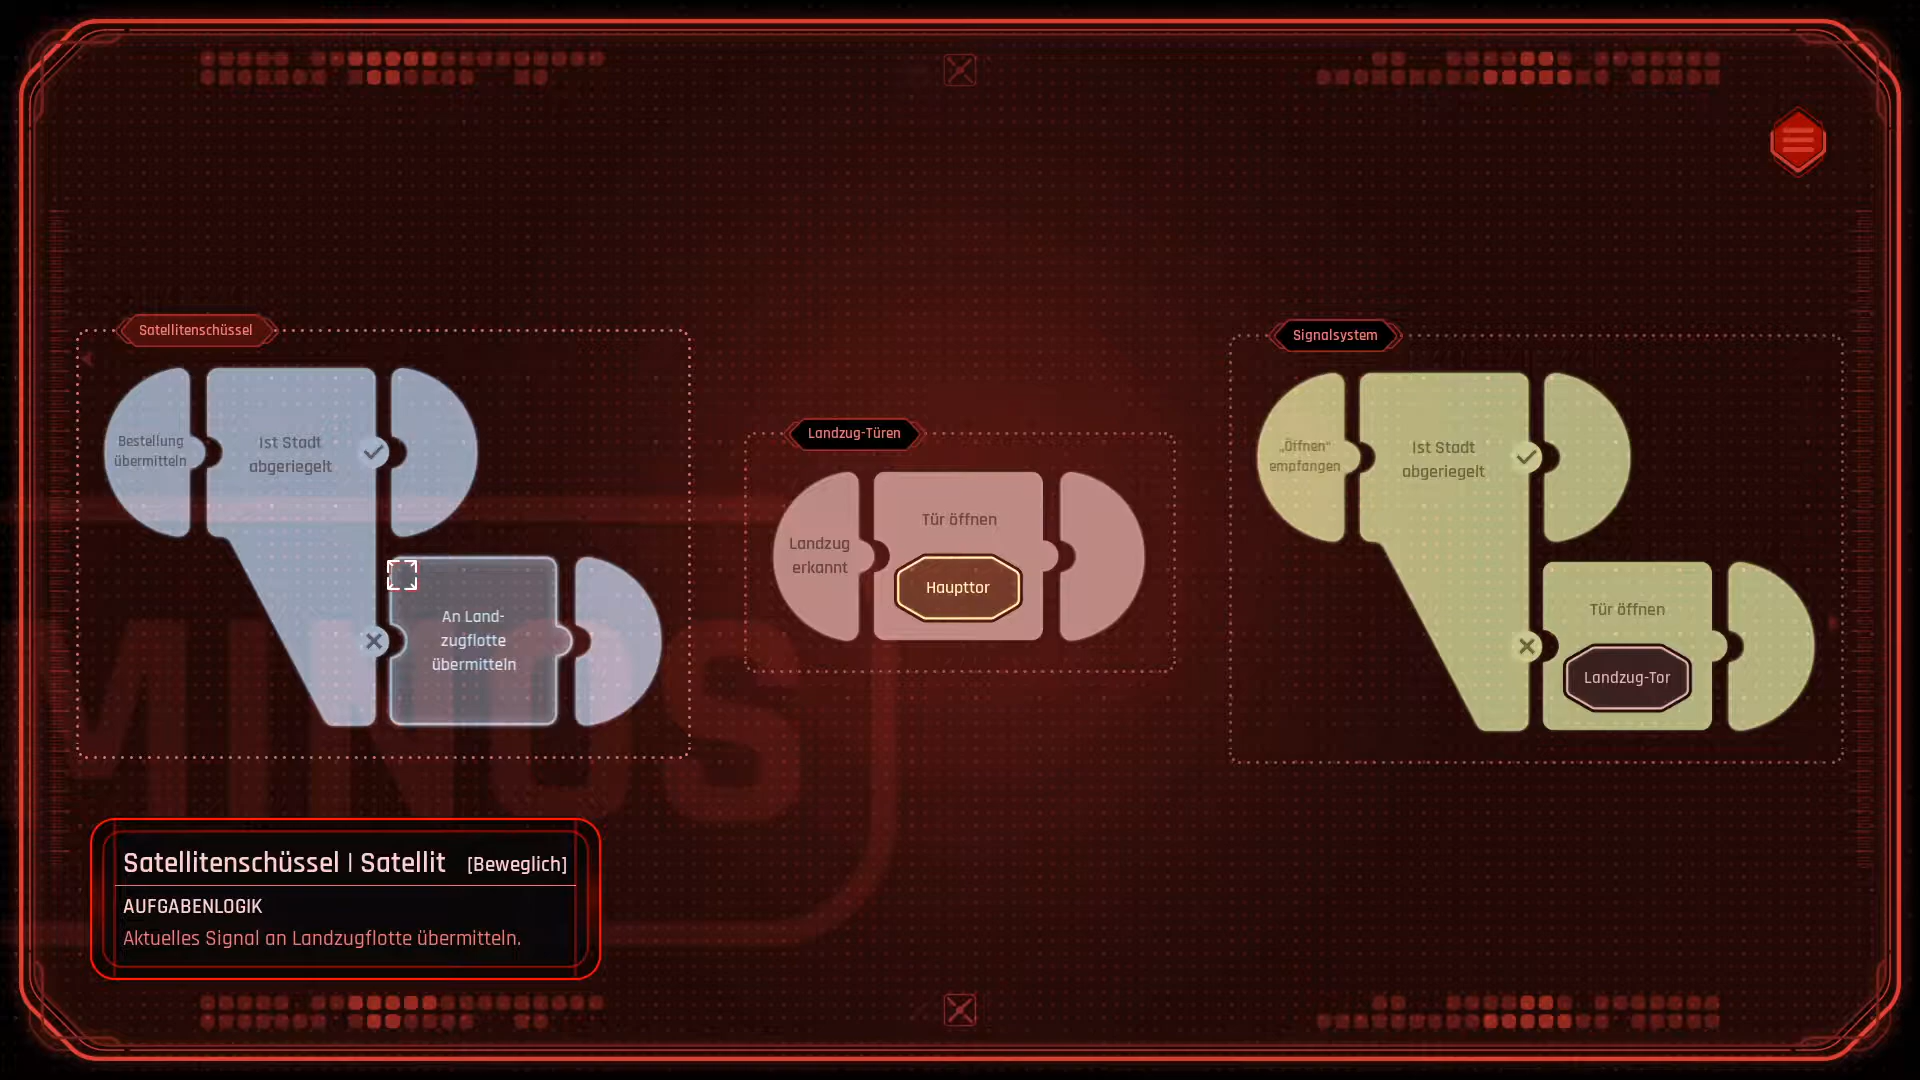 Satellitenschüssel
Bestellung
übermitteln
Ist Stadt
abgeriegelt
An Land-
zugflotte
übermitteln
Landzug-Türen
Landzug
erkannt
Tür öffnen
Haupttor
Signalsystem
„Öffnen“
empfangen
Ist Stadt
abgeriegelt
Tür öffnen
Landzug-Tor
MINOS
Satellitenschüssel | Satellit [Beweglich]
AUFGABENLOGIK
Aktuelles Signal an Landzugflotte übermitteln.